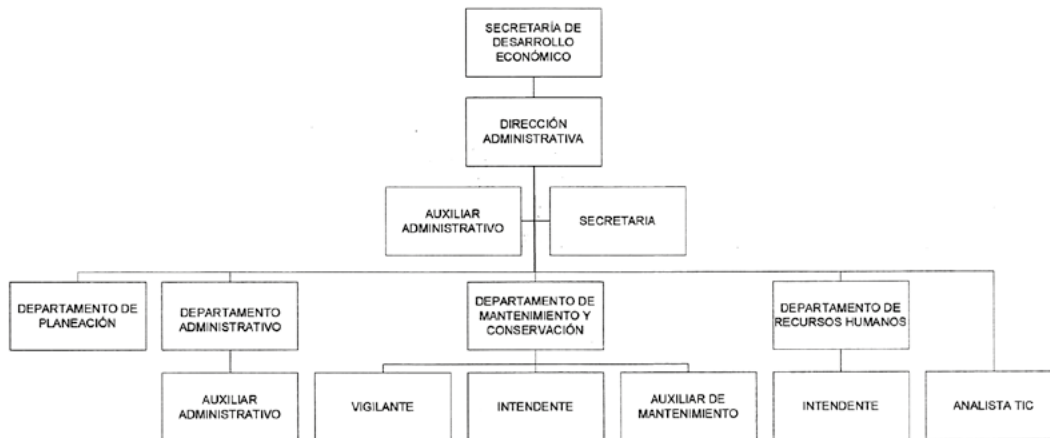 SECRETARÍA DE
DESARROLLO
ECONÓMICO
DIRECCIÓN
ADMINISTRATIVA
AUXILIAR
ADMINISTRATIVO
SECRETARIA
DEPARTAMENTO DE
PLANEACIÓN
DEPARTAMENTO
ADMINISTRATIVO
DEPARTAMENTO DE
MANTENIMIENTO Y
CONSERVACIÓN
DEPARTAMENTO DE
RECURSOS HUMANOS
AUXILIAR
ADMINISTRATIVO
VIGILANTE
INTENDENTE
AUXILIAR DE
MANTENIMIENTO
INTENDENTE
ANALISTA TIC